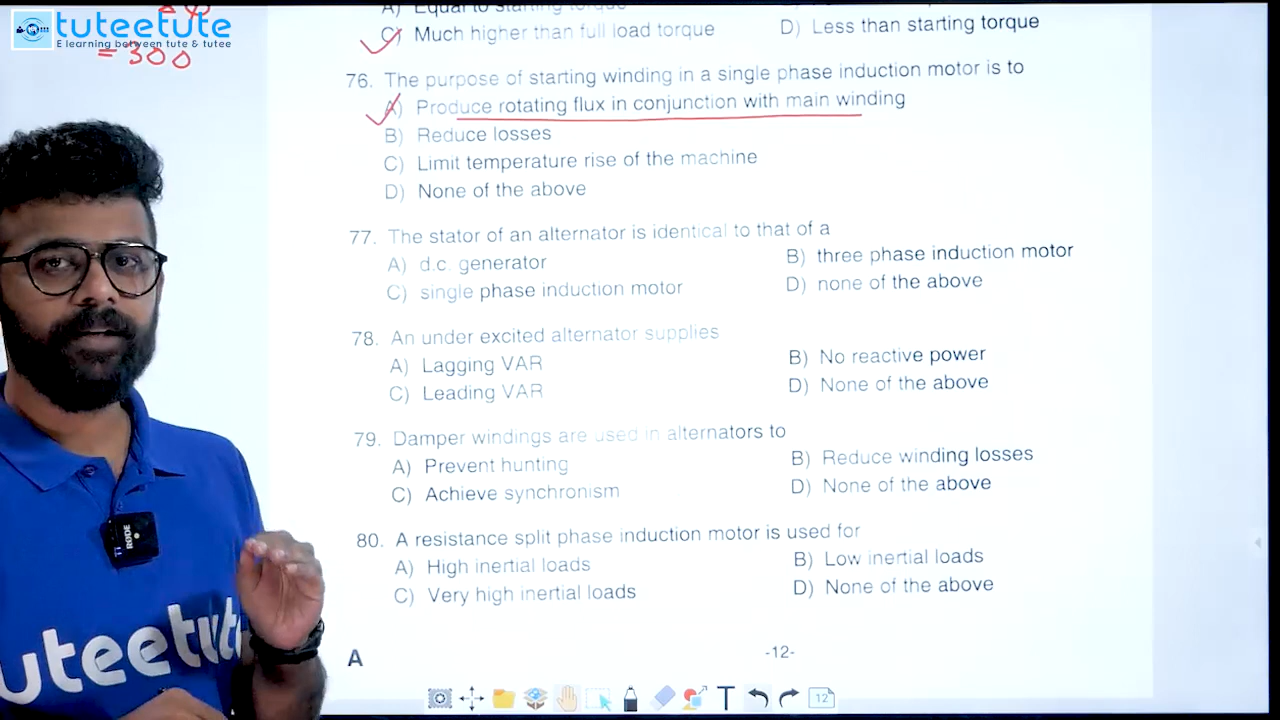 tuteetute
E learning between tute & tutee
= 300
A) Equal to starting torque
C) Much higher than full load torque D) Less than starting torque
76. The purpose of starting winding in a single phase induction motor is to
A) Produce rotating flux in conjunction with main winding
B) Reduce losses
C) Limit temperature rise of the machine
D) None of the above
77. The stator of an alternator is identical to that of a
A) d.c. generator B) three phase induction motor
C) single phase induction motor D) none of the above
78. An under excited alternator supplies
A) Lagging VAR B) No reactive power
C) Leading VAR D) None of the above
79. Damper windings are used in alternators to
A) Prevent hunting B) Reduce winding losses
C) Achieve synchronism D) None of the above
80. A resistance split phase induction motor is used for
A) High inertial loads B) Low inertial loads
C) Very high inertial loads D) None of the above
A -12-
RØDE
uteetut
T 12